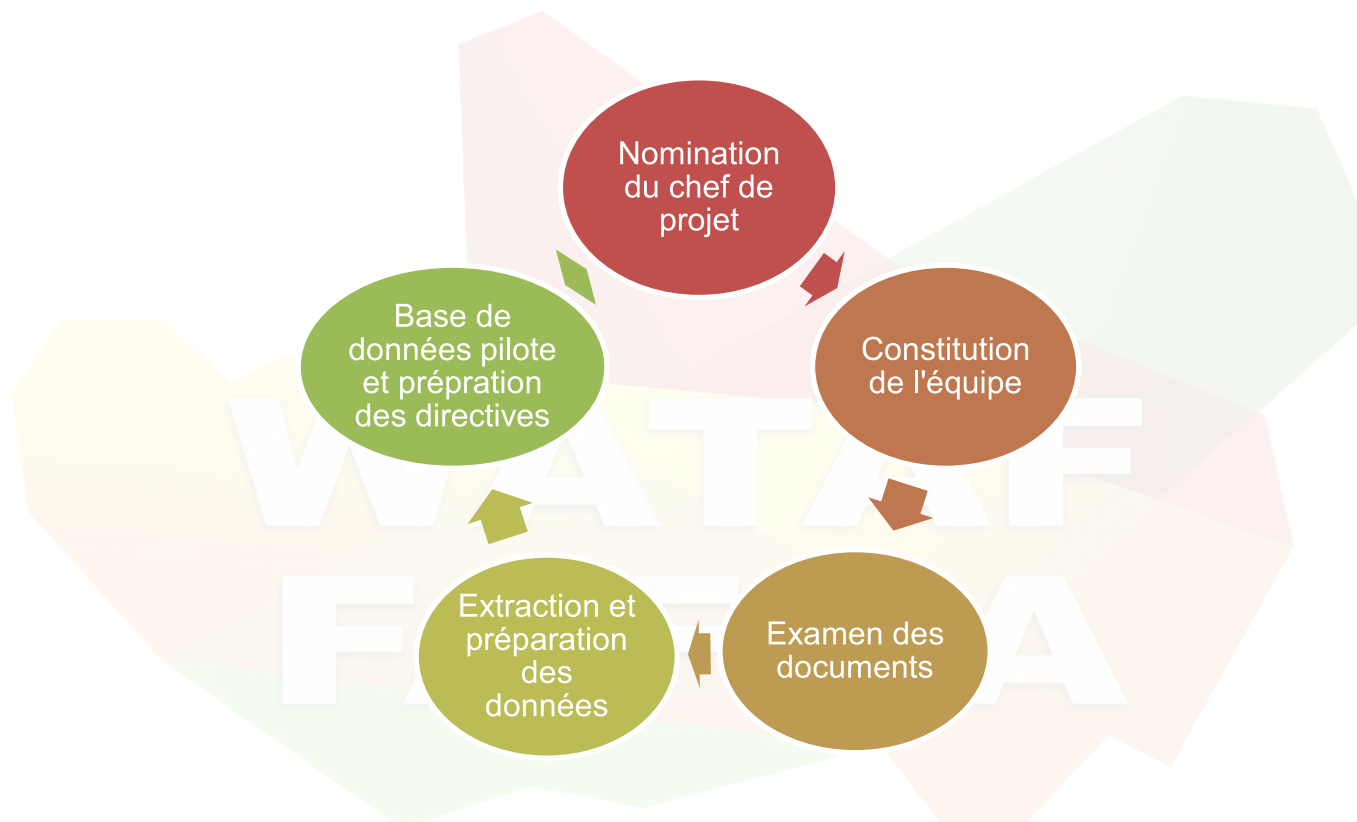 Nomination
du chef de
projet
Constitution
de l'équipe
Examen des
documents
Extraction et
préparation
des
données
Base de
données pilote
et prépration
des directives
WATAF